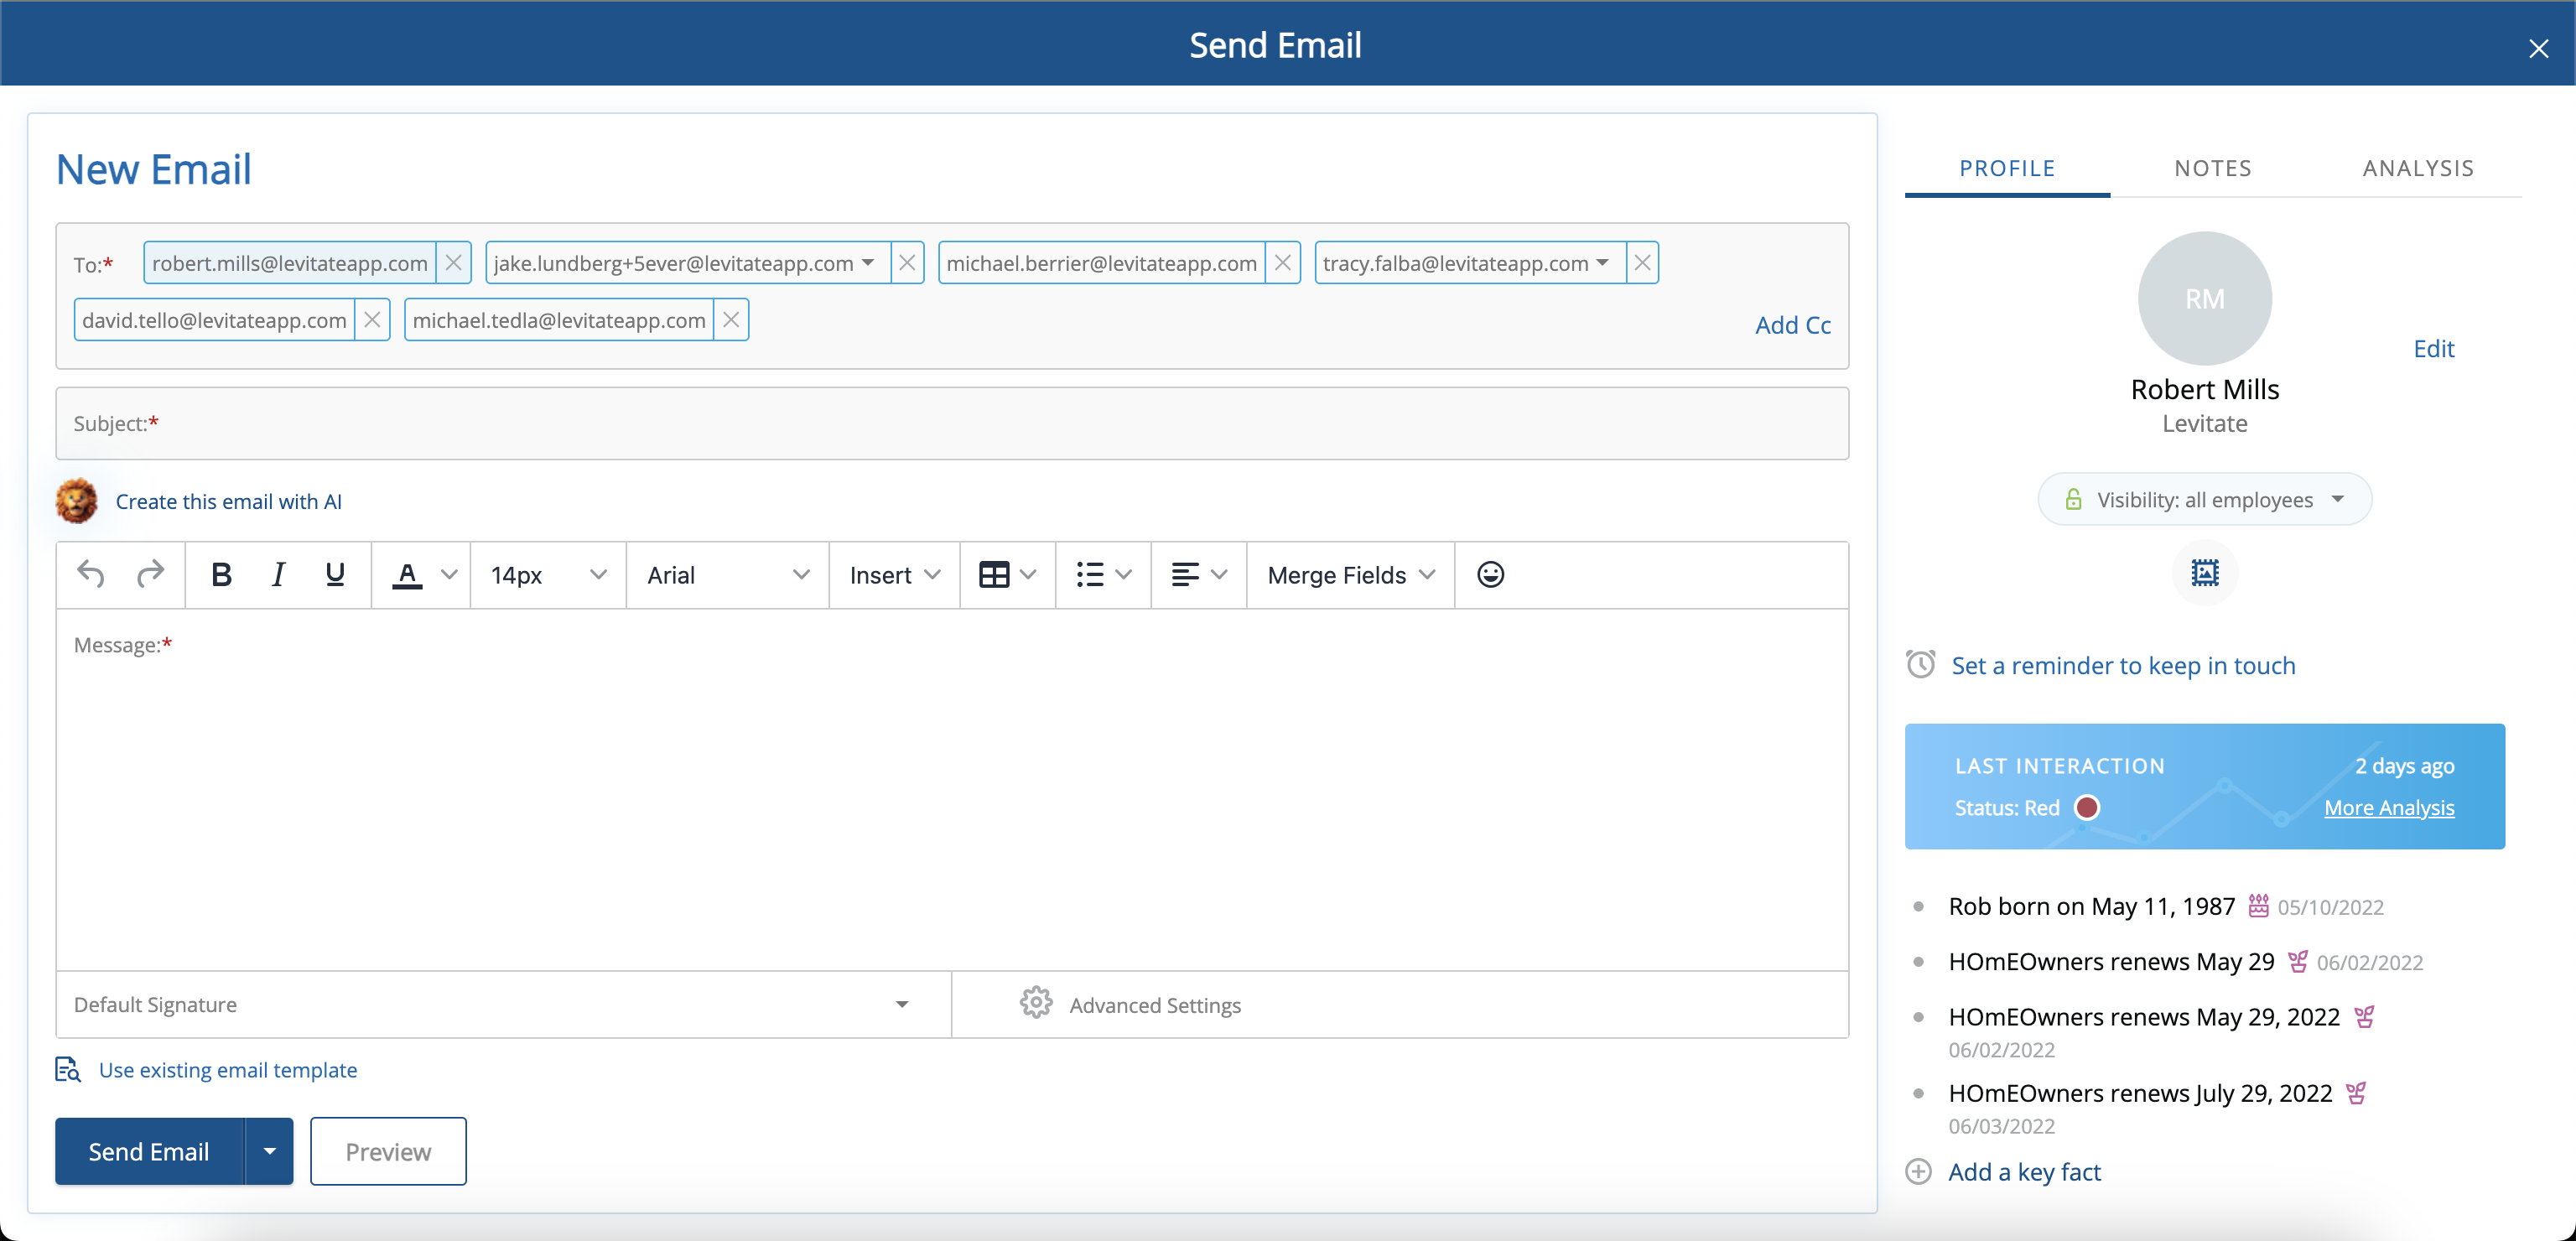 Send Email
New Email
To:* robert.mills@levitateapp.com jake.lundberg+5ever@levitateapp.com michael.berrier@levitateapp.com tracy.falba@levitateapp.com
david.tello@levitateapp.com michael.tedla@levitateapp.com
Add Cc
Subject:*
Create this email with AI
B I U A 14px Arial Insert Merge Fields
Message:*
Default Signature
Advanced Settings
Use existing email template
Send Email
Preview
PROFILE NOTES ANALYSIS
RM
Edit
Robert Mills
Levitate
Visibility: all employees
Set a reminder to keep in touch
LAST INTERACTION 2 days ago
Status: Red More Analysis
Rob born on May 11, 1987 05/10/2022
HOmEOwners renews May 29 06/02/2022
HOmEOwners renews May 29, 2022
06/02/2022
HOmEOwners renews July 29, 2022
06/03/2022
Add a key fact